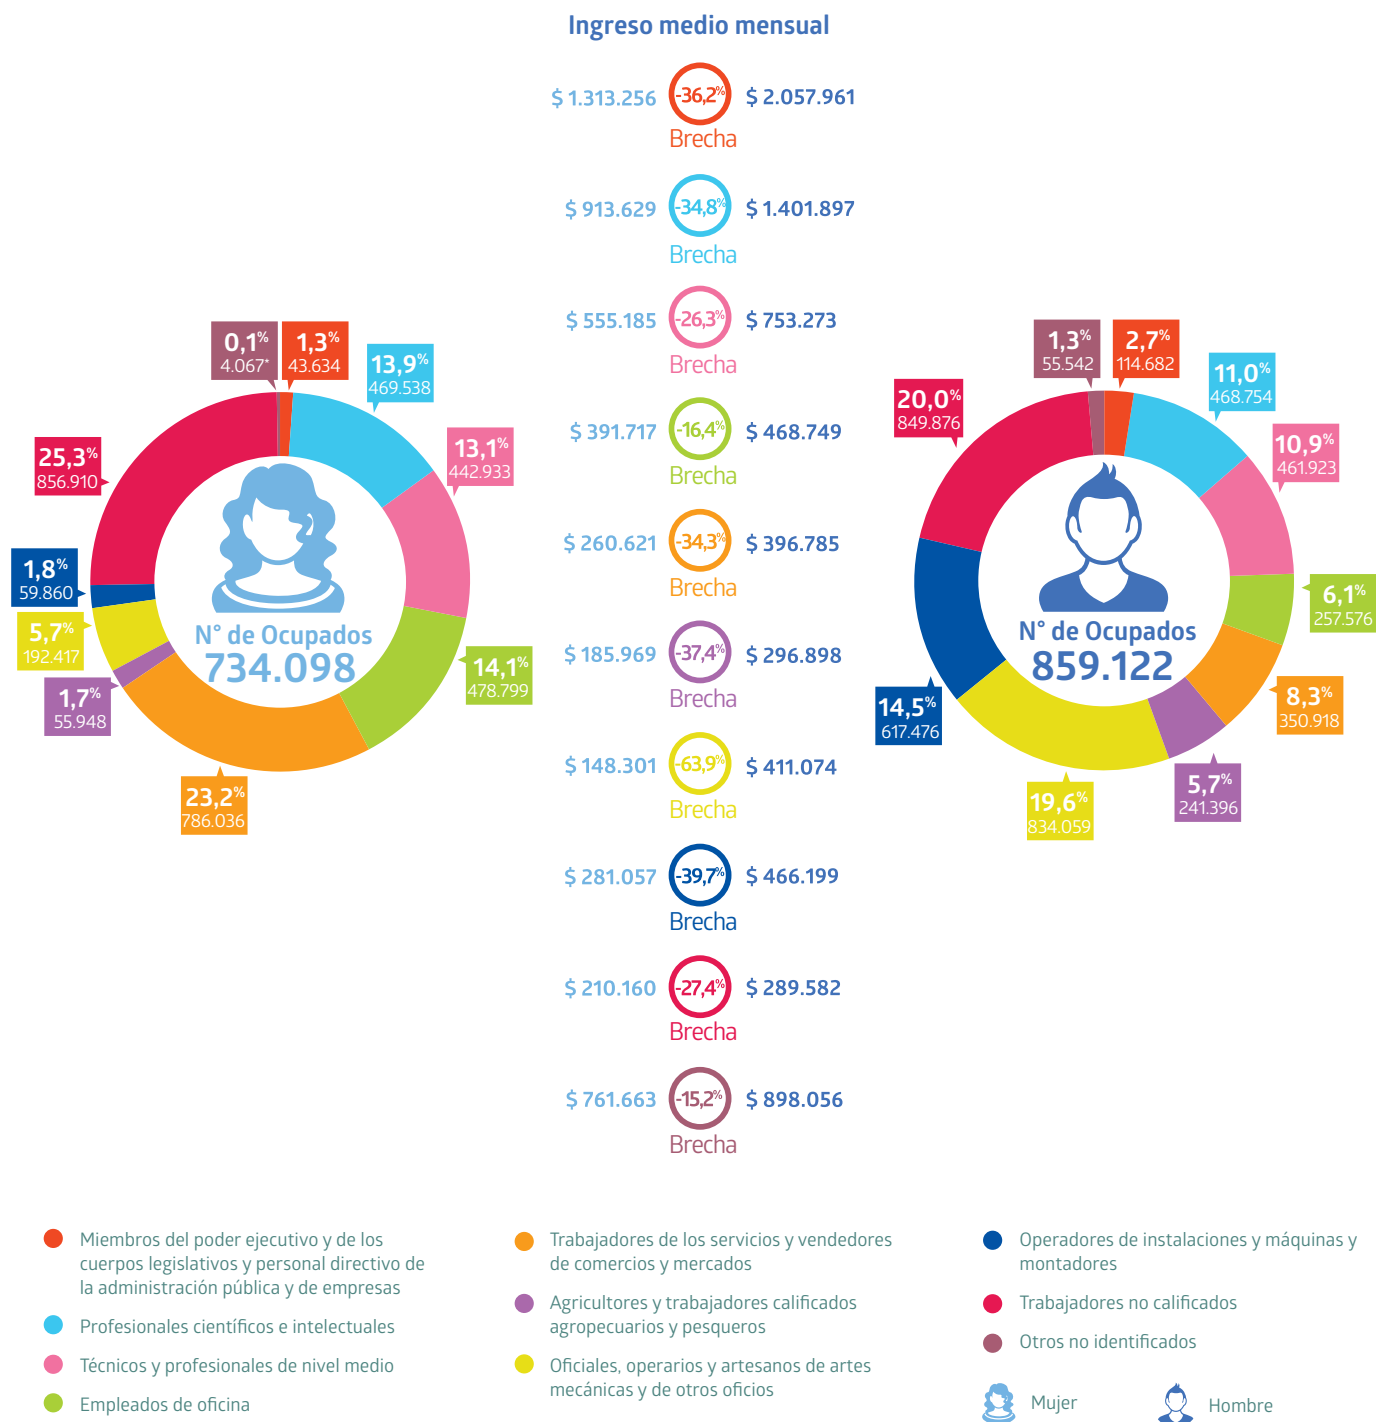 Ingreso medio mensual
$ 1.313.256 -36,2% $ 2.057.961
Brecha
$ 913.629 -34,8% $ 1.401.897
Brecha
$ 555.185 -26,3% $ 753.273
Brecha
$ 391.717 -16,4% $ 468.749
Brecha
$ 260.621 -34,3% $ 396.785
Brecha
$ 185.969 -37,4% $ 296.898
Brecha
$ 148.301 -63,9% $ 411.074
Brecha
$ 281.057 -39,7% $ 466.199
Brecha
$ 210.160 -27,4% $ 289.582
Brecha
$ 761.663 -15,2% $ 898.056
Brecha
0,1%
4.067*
1,3%
43.634
13,9%
469.538
13,1%
442.933
14,1%
478.799
23,2%
786.036
1,7%
55.948
5,7%
192.417
1,8%
59.860
25,3%
856.910
N° de Ocupados
734.098
1,3%
55.542
2,7%
114.682
11,0%
468.754
10,9%
461.923
6,1%
257.576
8,3%
350.918
5,7%
241.396
19,6%
834.059
14,5%
617.476
20,0%
849.876
N° de Ocupados
859.122
Miembros del poder ejecutivo y de los
cuerpos legislativos y personal directivo de
la administración pública y de empresas
Profesionales científicos e intelectuales
Técnicos y profesionales de nivel medio
Empleados de oficina
Trabajadores de los servicios y vendedores
de comercios y mercados
Agricultores y trabajadores calificados
agropecuarios y pesqueros
Oficiales, operarios y artesanos de artes
mecánicas y de otros oficios
Operadores de instalaciones y máquinas y
montadores
Trabajadores no calificados
Otros no identificados
Mujer
Hombre